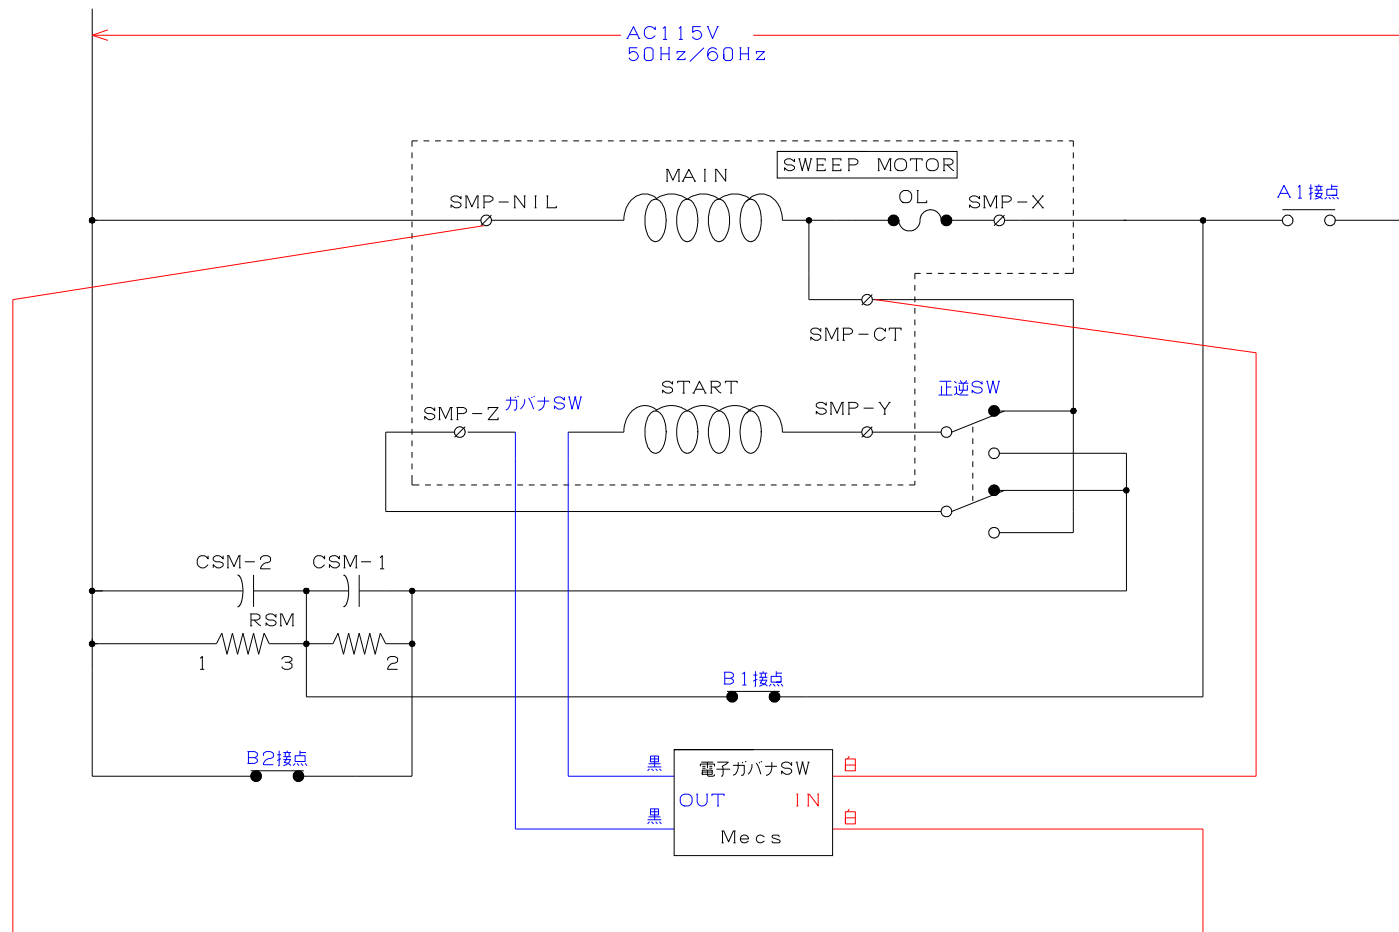 AC115V
50Hz/60Hz
SWEEP MOTOR
MAIN
OL
SMP-X
SMP-NIL
A1接点
SMP-CT
START
正逆SW
ガバナSW
SMP-Z
SMP-Y
CSM-2
CSM-1
RSM
1
3
2
B1接点
B2接点
黒
電子ガバナSW
白
OUT
IN
黒
白
Mecs